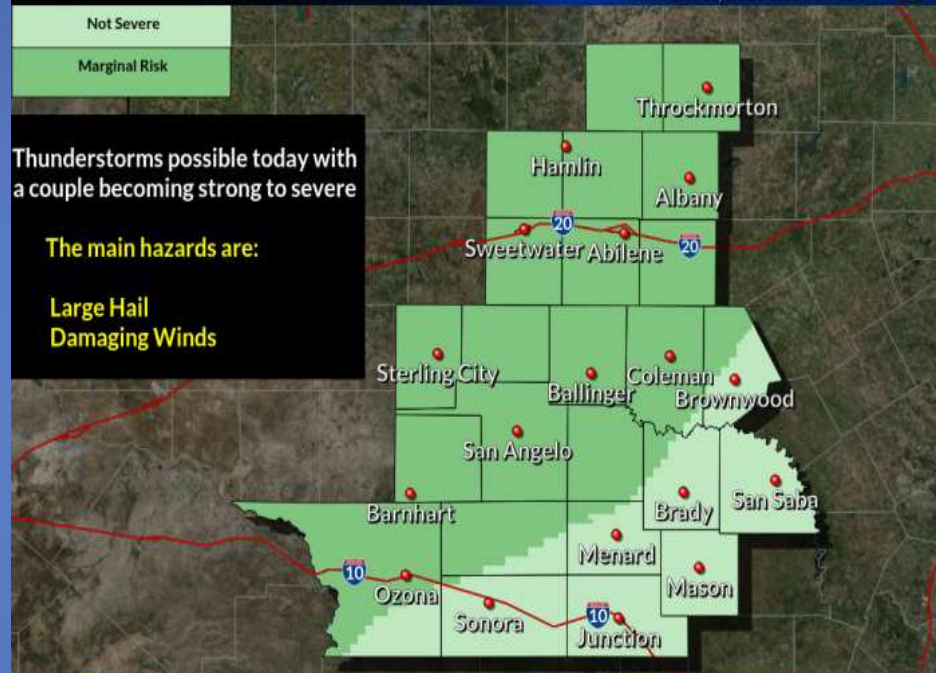 Not Severe
Marginal Risk
Thunderstorms possible today with
a couple becoming strong to severe
The main hazards are:
Large Hail
Damaging Winds
Throckmorton
Hamlin
Albany
20
Sweetwater
Abilene
20
Sterling City
Ballinger
Coleman
Brownwood
San Angelo
Barnhart
Brady
San Saba
Menard
10
Ozona
Mason
Sonora
10
Junction